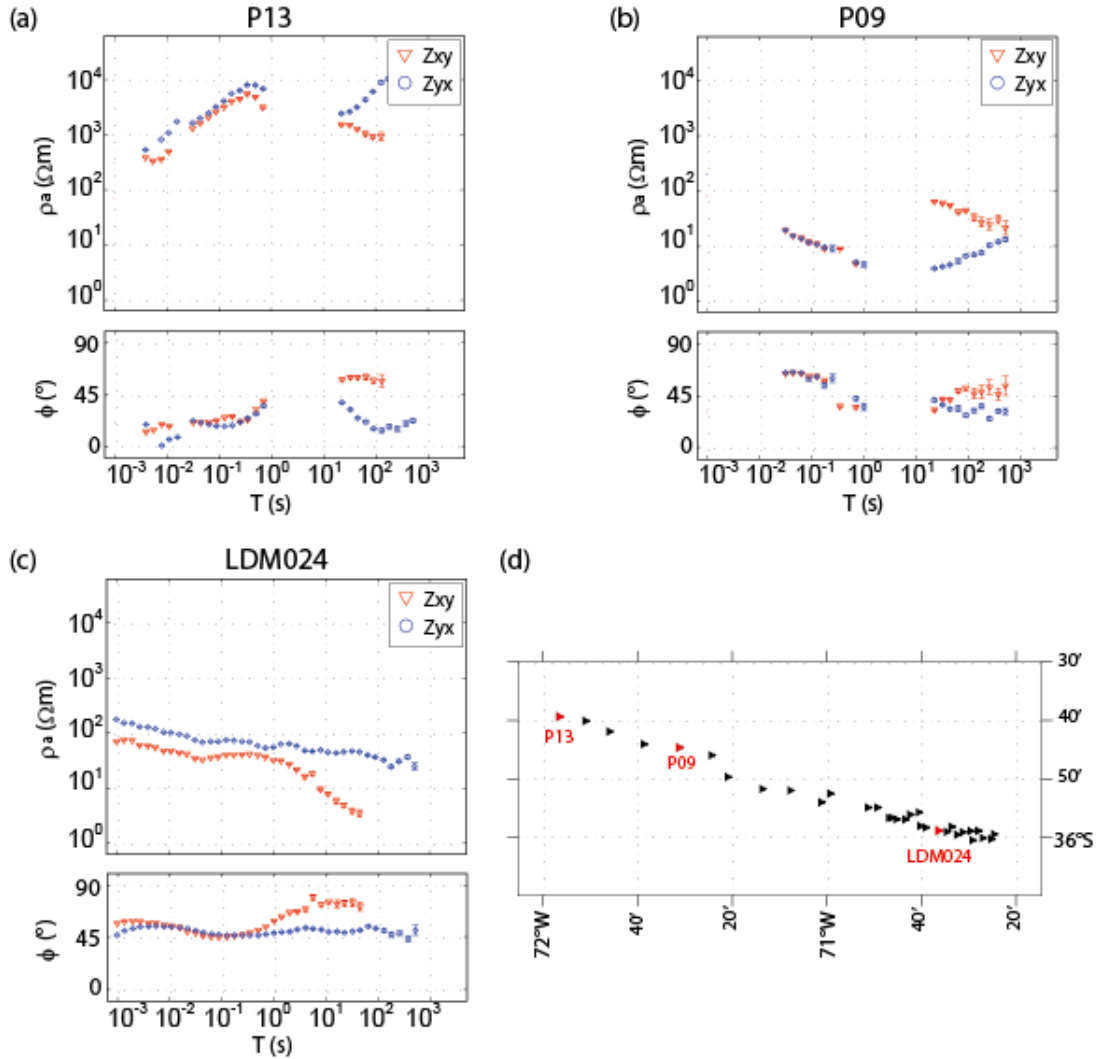 (a)
P13
Zxy
Zyx
10⁴
10³
10²
10¹
10⁰
ρa (Ωm)
90
45
0
ϕ (°)
10⁻³ 10⁻² 10⁻¹ 10⁰ 10¹ 10² 10³
T (s)
(b)
P09
Zxy
Zyx
10⁴
10³
10²
10¹
10⁰
ρa (Ωm)
90
45
0
ϕ (°)
10⁻³ 10⁻² 10⁻¹ 10⁰ 10¹ 10² 10³
T (s)
(c)
LDM024
Zxy
Zyx
10⁴
10³
10²
10¹
10⁰
ρa (Ωm)
90
45
0
ϕ (°)
10⁻³ 10⁻² 10⁻¹ 10⁰ 10¹ 10² 10³
T (s)
(d)
30′
40′
50′
36°S
P13
P09
LDM024
72°W
40′
20′
71°W
40′
20′